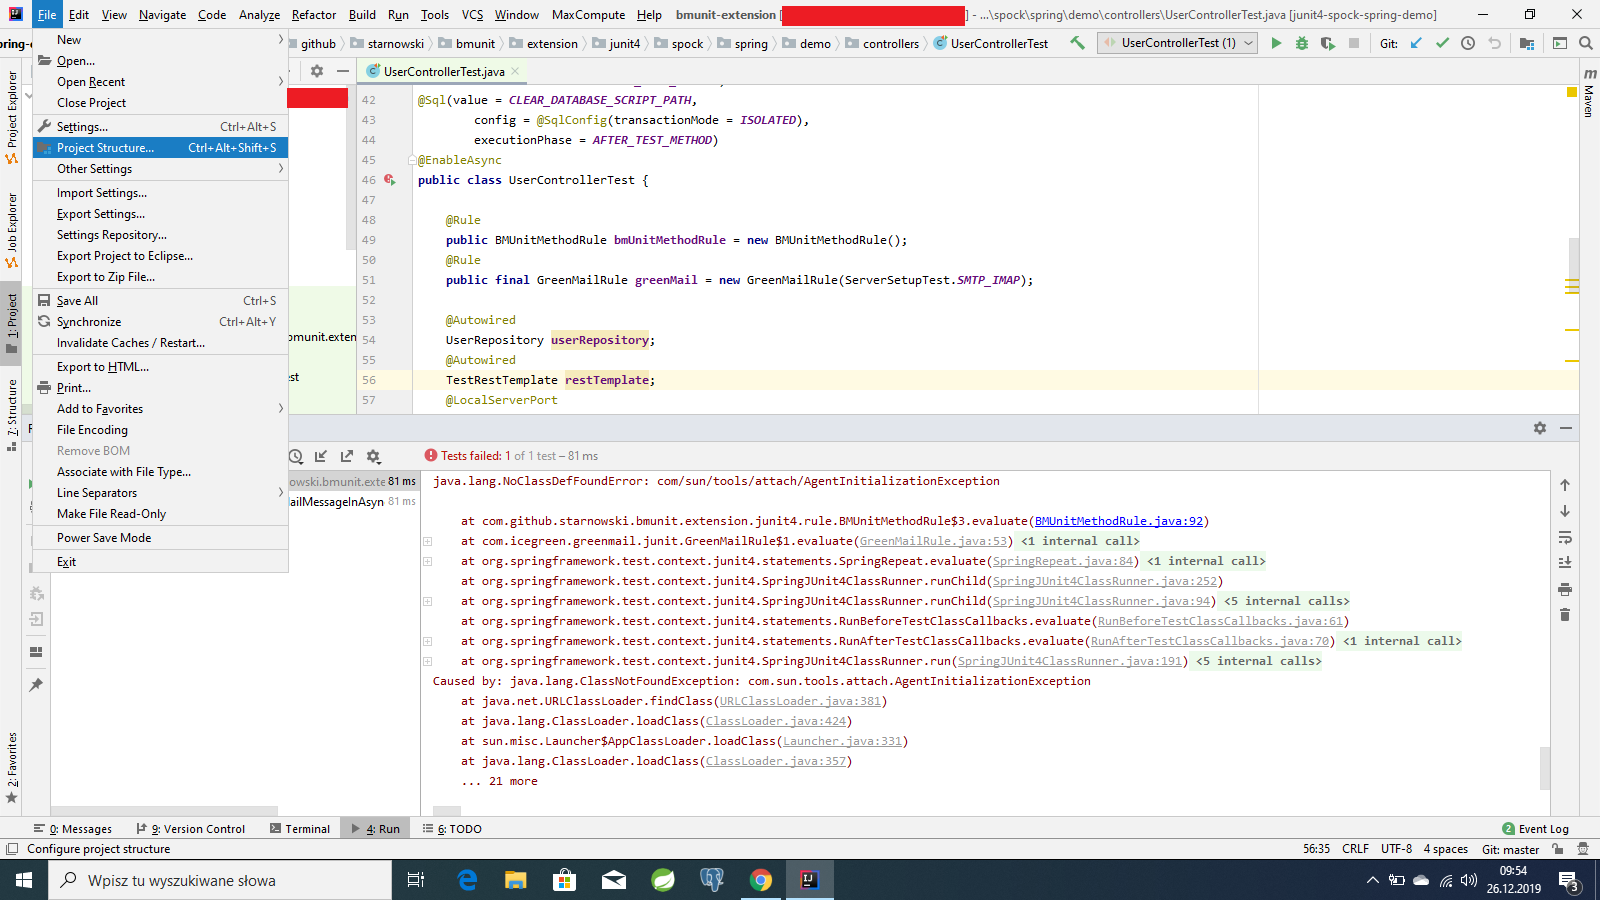 File Edit View Navigate Code Analyze Refactor Build Run Tools VCS Window MaxCompute Help bmunit-extension [ ] - ...\spock\spring\demo\controllers\UserControllerTest.java [junit4-spock-spring-demo]
github starnowski bmunit extension junit4 spock spring demo controllers UserControllerTest UserControllerTest (1) Git:
UserControllerTest.java
New
Open...
Open Recent
Close Project
Settings... Ctrl+Alt+S
Project Structure... Ctrl+Alt+Shift+S
Other Settings
Import Settings...
Export Settings...
Settings Repository...
Export Project to Eclipse...
Export to Zip File...
Save All Ctrl+S
Synchronize Ctrl+Alt+Y
Invalidate Caches / Restart...
Export to HTML...
Print...
Add to Favorites
File Encoding
Remove BOM
Associate with File Type...
Line Separators
Make File Read-Only
Power Save Mode
Exit
Project Explorer
Job Explorer
1: Project
7: Structure
2: Favorites
Maven
42 @Sql(value = CLEAR_DATABASE_SCRIPT_PATH,
43 config = @SqlConfig(transactionMode = ISOLATED),
44 executionPhase = AFTER_TEST_METHOD)
45 @EnableAsync
46 public class UserControllerTest {
47
48 @Rule
49 public BMUnitMethodRule bmUnitMethodRule = new BMUnitMethodRule();
50 @Rule
51 public final GreenMailRule greenMail = new GreenMailRule(ServerSetupTest.SMTP_IMAP);
52
53 @Autowired
54 UserRepository userRepository;
55 @Autowired
56 TestRestTemplate restTemplate;
57 @LocalServerPort
bmunit.exten
est
Tests failed: 1 of 1 test – 81 ms
owski.bmunit.exte 81 ms
ailMessageInAsyn 81 ms
java.lang.NoClassDefFoundError: com/sun/tools/attach/AgentInitializationException
at com.github.starnowski.bmunit.extension.junit4.rule.BMUnitMethodRule$3.evaluate(BMUnitMethodRule.java:92)
at com.icegreen.greenmail.junit.GreenMailRule$1.evaluate(GreenMailRule.java:53) <1 internal call>
at org.springframework.test.context.junit4.statements.SpringRepeat.evaluate(SpringRepeat.java:84) <1 internal call>
at org.springframework.test.context.junit4.SpringJUnit4ClassRunner.runChild(SpringJUnit4ClassRunner.java:252)
at org.springframework.test.context.junit4.SpringJUnit4ClassRunner.runChild(SpringJUnit4ClassRunner.java:94) <5 internal calls>
at org.springframework.test.context.junit4.statements.RunBeforeTestClassCallbacks.evaluate(RunBeforeTestClassCallbacks.java:61)
at org.springframework.test.context.junit4.statements.RunAfterTestClassCallbacks.evaluate(RunAfterTestClassCallbacks.java:70) <1 internal call>
at org.springframework.test.context.junit4.SpringJUnit4ClassRunner.run(SpringJUnit4ClassRunner.java:191) <5 internal calls>
Caused by: java.lang.ClassNotFoundException: com.sun.tools.attach.AgentInitializationException
at java.net.URLClassLoader.findClass(URLClassLoader.java:381)
at java.lang.ClassLoader.loadClass(ClassLoader.java:424)
at sun.misc.Launcher$AppClassLoader.loadClass(Launcher.java:331)
at java.lang.ClassLoader.loadClass(ClassLoader.java:357)
... 21 more
0: Messages 9: Version Control Terminal 4: Run 6: TODO 2 Event Log
Configure project structure 56:35 CRLF UTF-8 4 spaces Git: master
Wpisz tu wyszukiwane słowa
09:54
26.12.2019
3